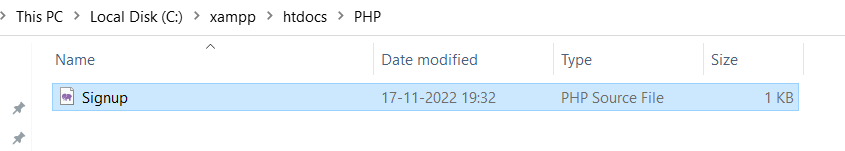 This PC > Local Disk (C:) > xampp > htdocs > PHP
Name Date modified Type Size
Signup 17-11-2022 19:32 PHP Source File 1 KB